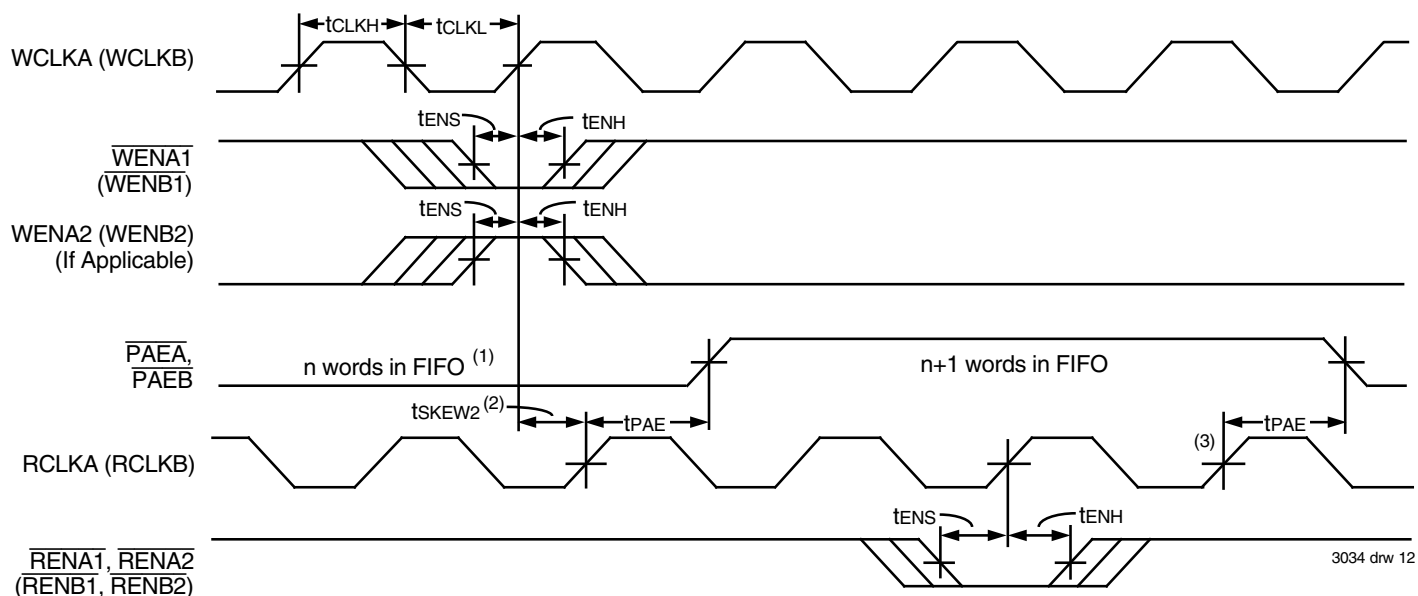 tCLKH tCLKL
WCLKA (WCLKB)
tENS tENH
WENA1
(WENB1)
tENS tENH
WENA2 (WENB2)
(If Applicable)
PAEA,
PAEB
n words in FIFO (1) n+1 words in FIFO
tSKEW2 (2) tPAE tPAE
RCLKA (RCLKB) (3)
tENS tENH
RENA1, RENA2
(RENB1, RENB2)
3034 drw 12